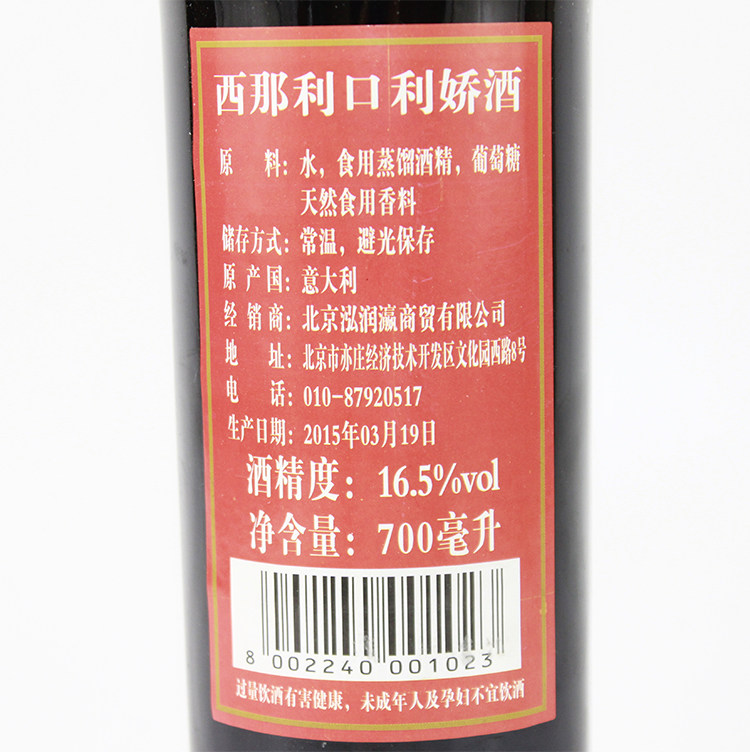 西那利口利娇酒
原 料：水，食用蒸馏酒精，葡萄糖
天然食用香料
储存方式：常温，避光保存
原产国：意大利
经销商：北京泓润瀛商贸有限公司
地 址：北京市亦庄经济技术开发区文化园西路8号
电 话：010-87920517
生产日期：2015年03月19日
酒精度：16.5%vol
净含量：700毫升
8 002240 001023
过量饮酒有害健康，未成年人及孕妇不宜饮酒